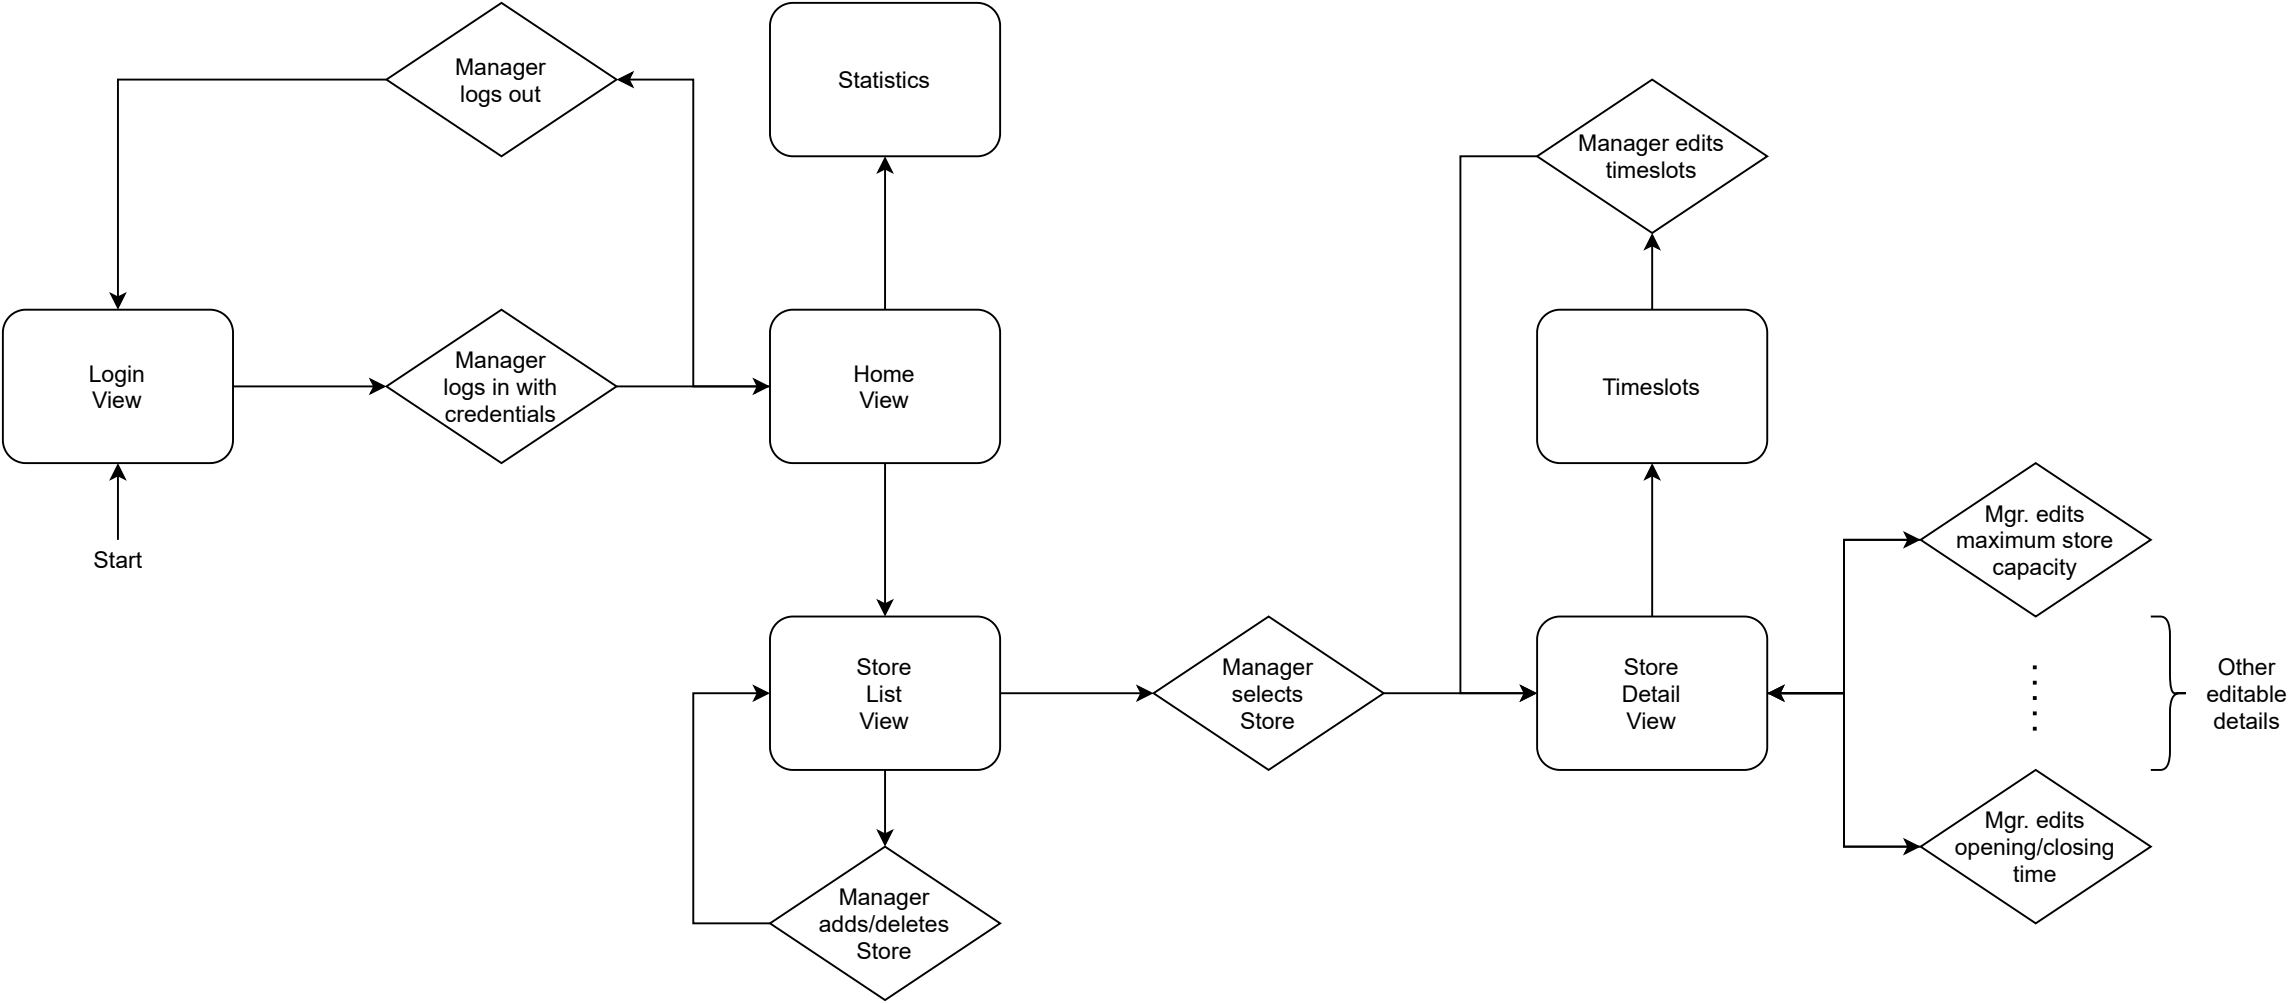 Manager
logs out
Statistics
Manager edits
timeslots
Login
View
Manager
logs in with
credentials
Home
View
Timeslots
Start
Mgr. edits
maximum store
capacity
Store
List
View
Manager
selects
Store
Store
Detail
View
Other
editable
details
Mgr. edits
opening/closing
time
Manager
adds/deletes
Store